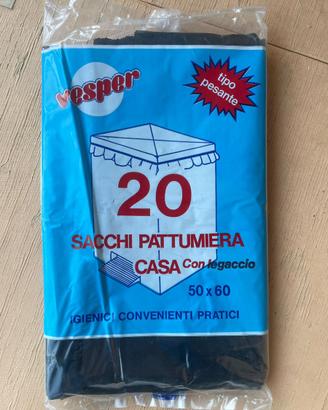 vesper
tipo
pesante
20
SACCHI PATTUMIERA
CASA Con legaccio
50 x 60
IGIENICI CONVENIENTI PRATICI